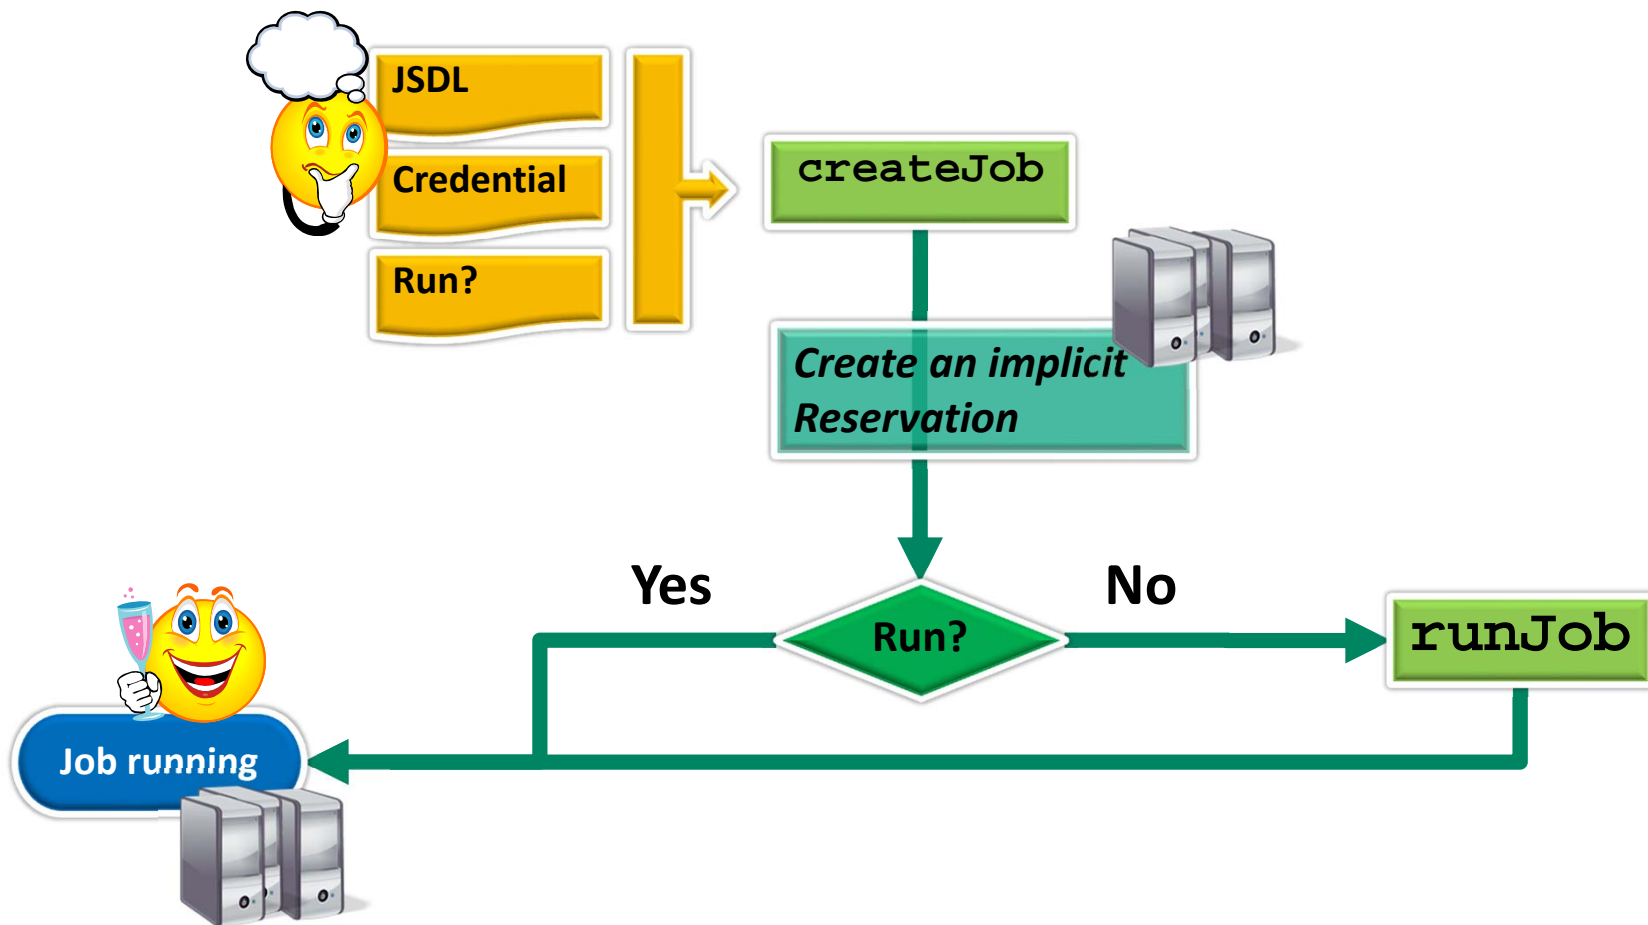 JSDL
Credential
Run?
createJob
Create an implicit
Reservation
Yes
No
Run?
runJob
Job running